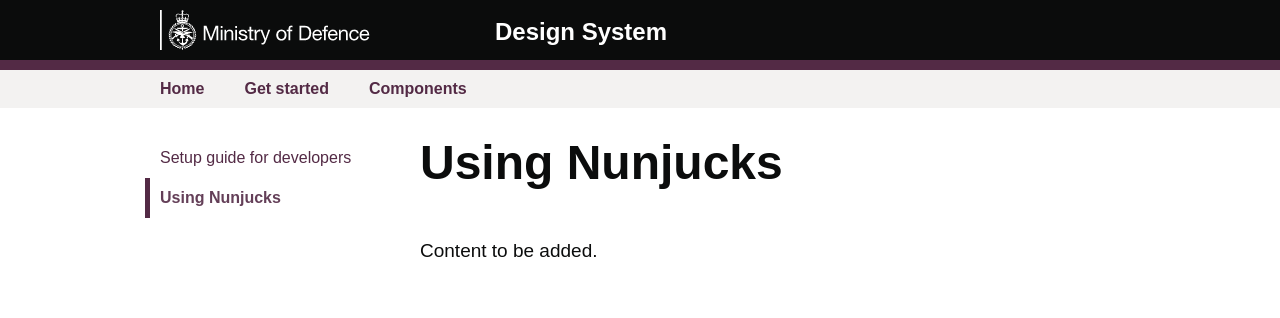 Ministry of Defence
Design System
Home
Get started
Components
Setup guide for developers
Using Nunjucks
Using Nunjucks
Content to be added.